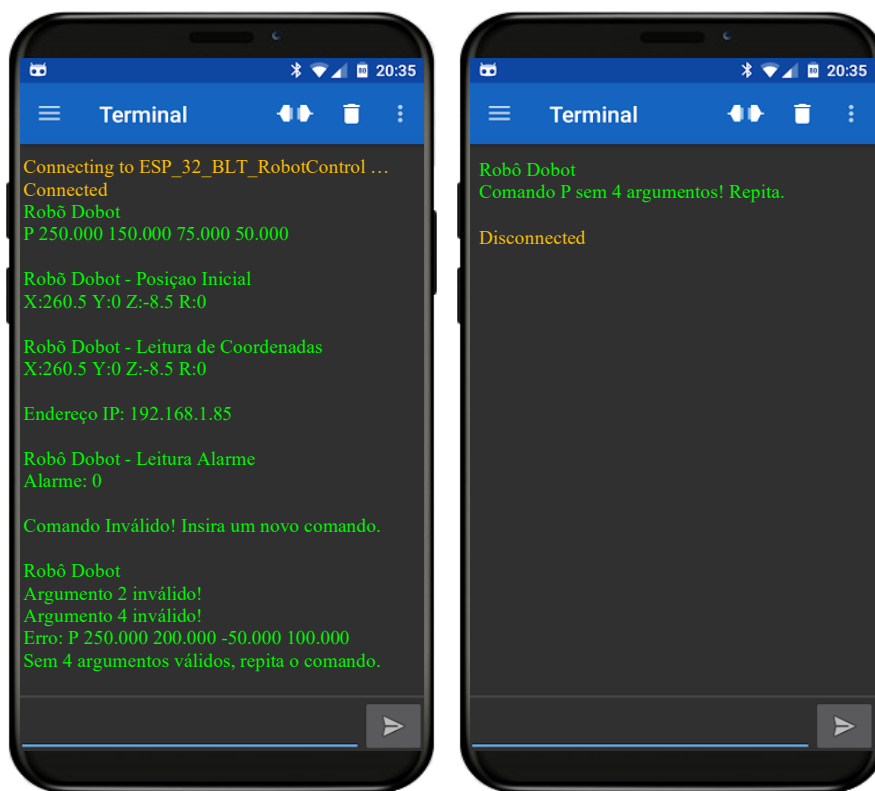 20:35
Terminal
Connecting to ESP_32_BLT_RobotControl …
Connected
Robõ Dobot
P 250.000 150.000 75.000 50.000
Robõ Dobot - Posiçao Inicial
X:260.5 Y:0 Z:-8.5 R:0
Robõ Dobot - Leitura de Coordenadas
X:260.5 Y:0 Z:-8.5 R:0
Endereço IP: 192.168.1.85
Robô Dobot - Leitura Alarme
Alarme: 0
Comando Inválido! Insira um novo comando.
Robô Dobot
Argumento 2 inválido!
Argumento 4 inválido!
Erro: P 250.000 200.000 -50.000 100.000
Sem 4 argumentos válidos, repita o comando.
20:35
Terminal
Robô Dobot
Comando P sem 4 argumentos! Repita.
Disconnected